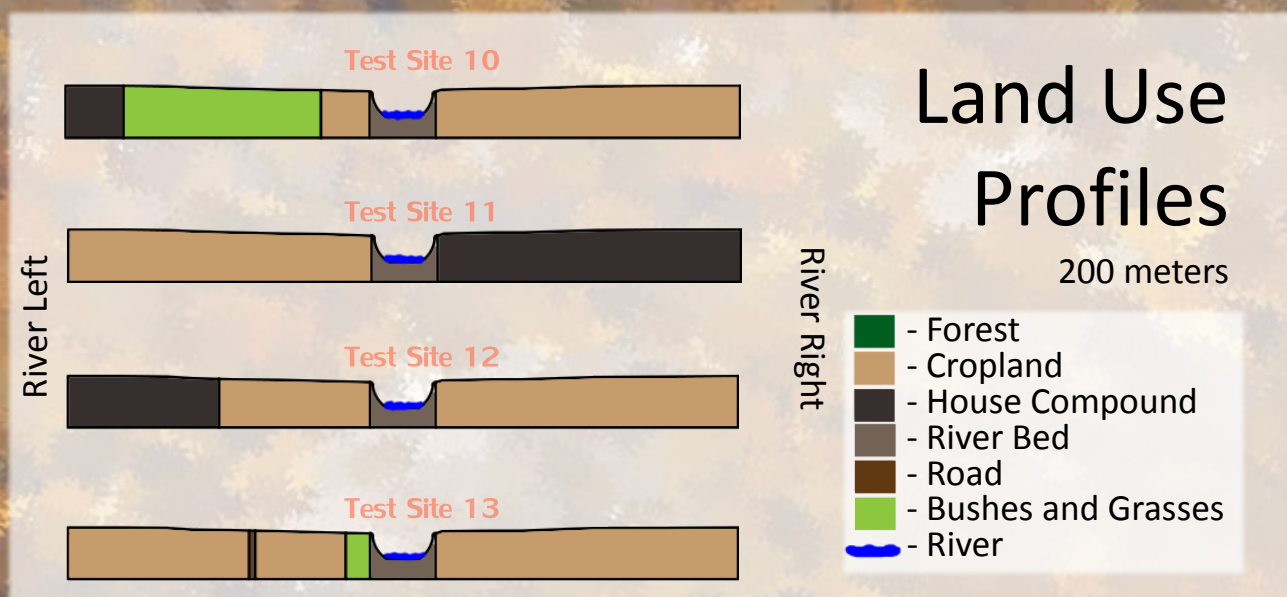 Test Site 10
Land Use
Profiles
200 meters
Test Site 11
River Left
River Right
Test Site 12
Test Site 13
- Forest
- Cropland
- House Compound
- River Bed
- Road
- Bushes and Grasses
- River